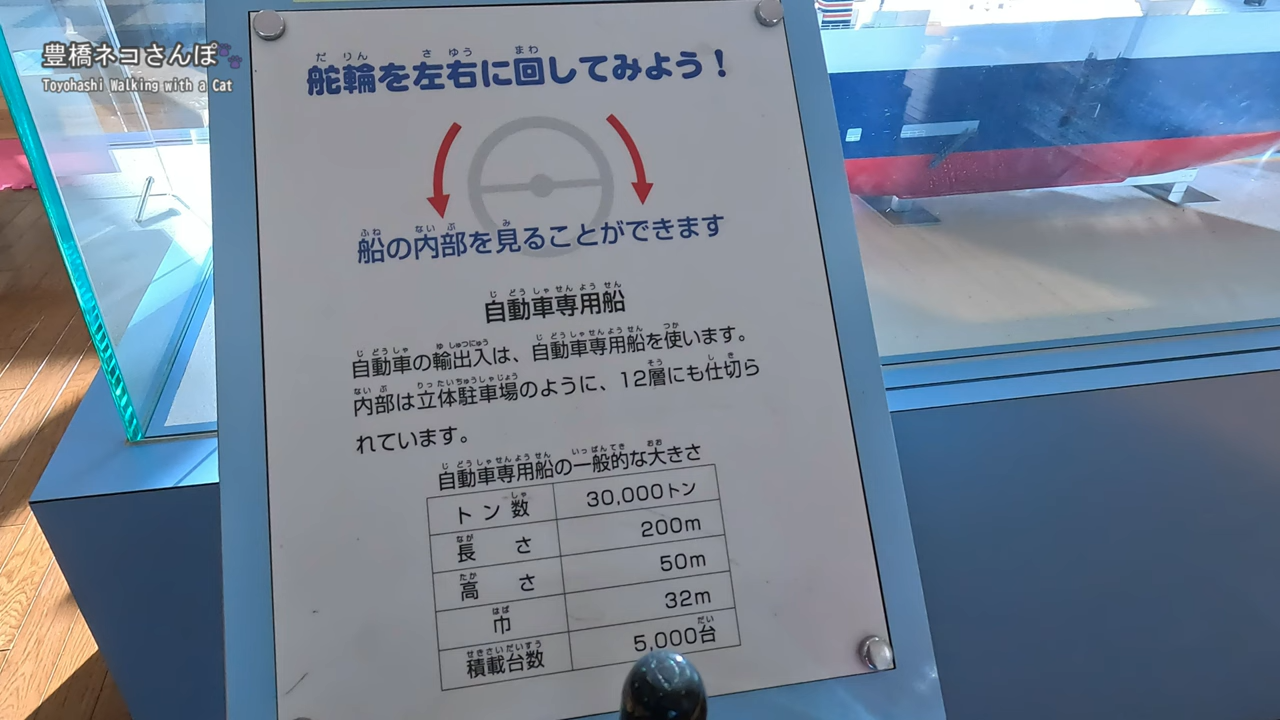 豊橋ネコさんぽ
Toyohashi Walking with a Cat
舵輪を左右に回してみよう!
船の内部を見ることができます
自動車専用船
自動車の輸出入は、自動車専用船を使います。
内部は立体駐車場のように、12層にも仕切ら
れています。
自動車専用船の一般的な大きさ
トン数 30,000トン
長さ 200m
高さ 50m
巾 32m
積載台数 5,000台